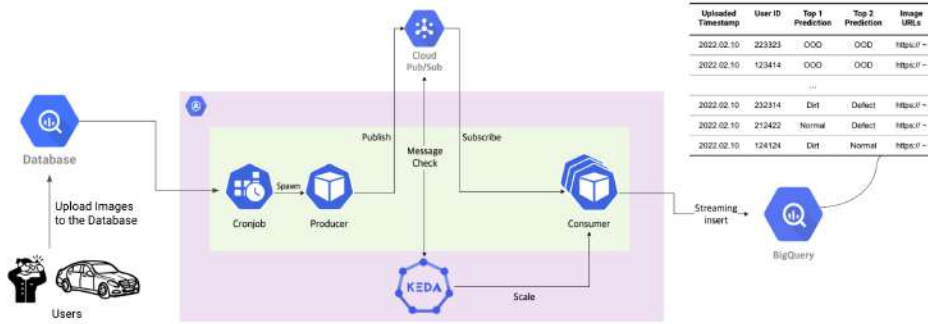 Uploaded Timestamp User ID Top 1 Prediction Top 2 Prediction Image URLs
2022.02.10 223323 OOD OOD https:// ~
2022.02.10 123414 OOD OOD https:// ~
...
2022.02.10 232314 Dirt Defect https:// ~
2022.02.10 212422 Normal Defect https:// ~
2022.02.10 124124 Dirt Normal https:// ~
Cloud
Pub/Sub
Publish
Subscribe
Message
Check
Database
Upload Images
to the Database
Users
Cronjob
Spawn
Producer
Consumer
KEDA
Scale
Streaming
insert
BigQuery